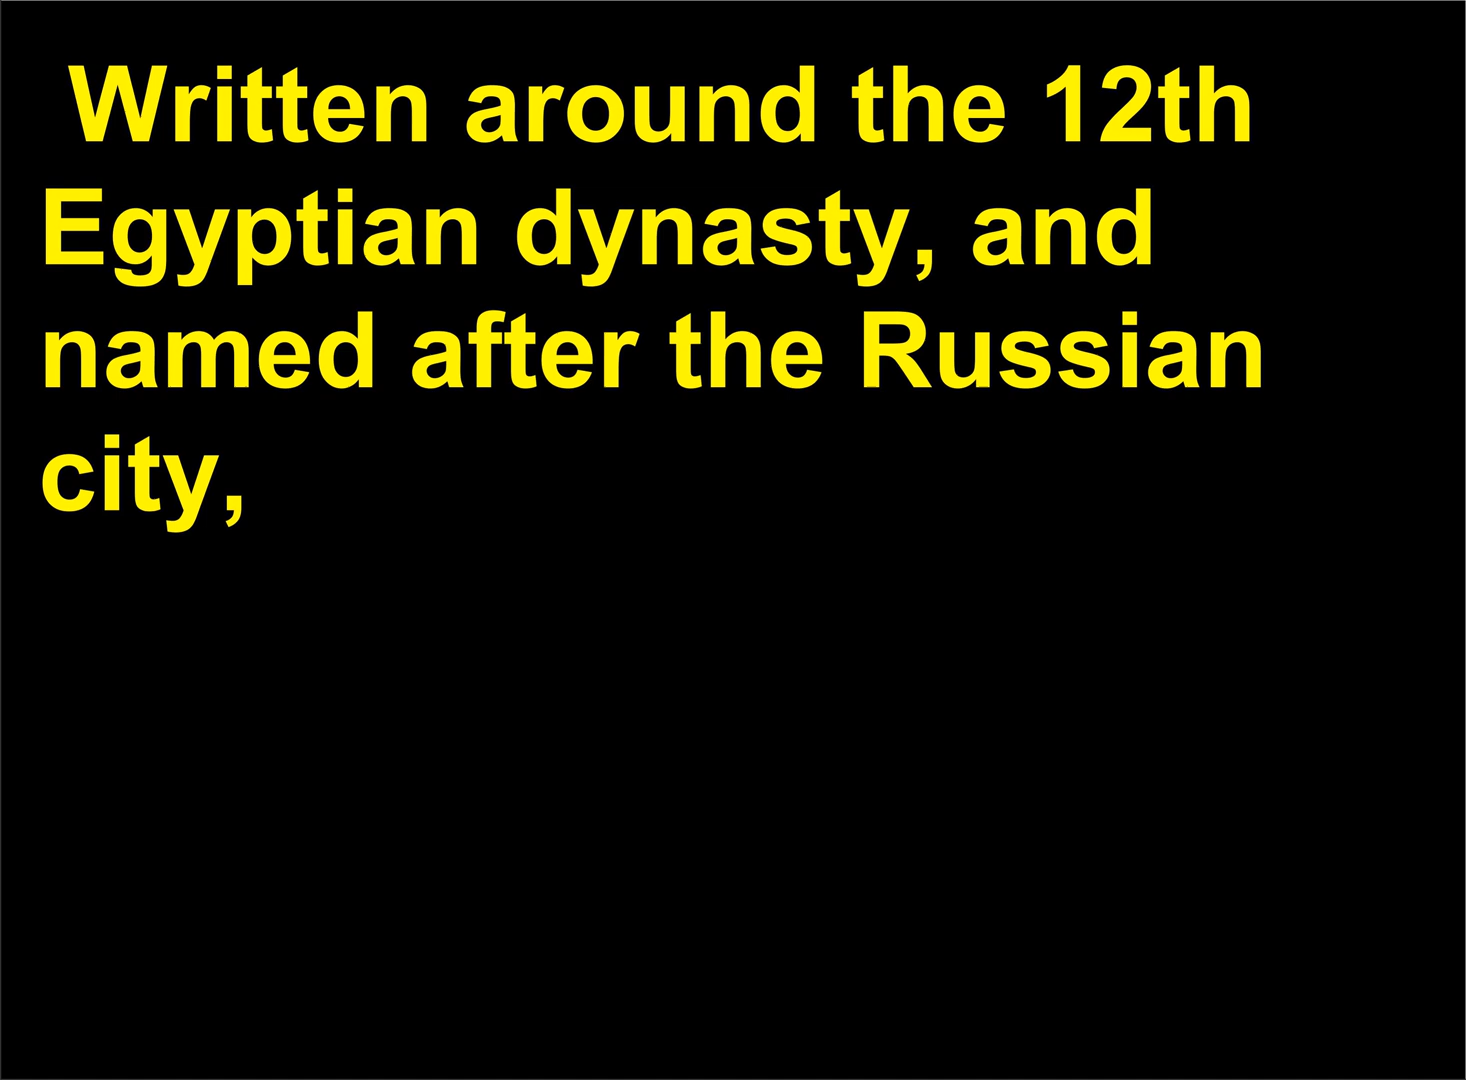 Written around the 12th
Egyptian dynasty, and
named after the Russian
city,